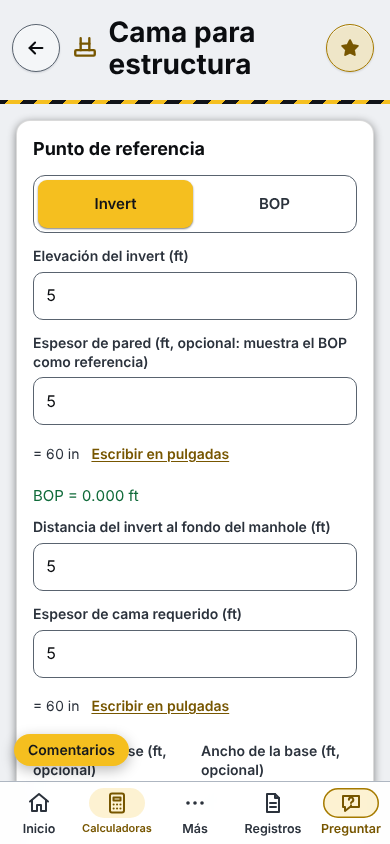 Cama para
estructura
Punto de referencia
Invert
BOP
Elevación del invert (ft)
5
Espesor de pared (ft, opcional: muestra el BOP
como referencia)
5
= 60 in Escribir en pulgadas
BOP = 0.000 ft
Distancia del invert al fondo del manhole (ft)
5
Espesor de cama requerido (ft)
5
= 60 in Escribir en pulgadas
Comentarios
(ft,
opcional)
Ancho de la base (ft,
opcional)
Inicio
Calculadoras
Más
Registros
Preguntar